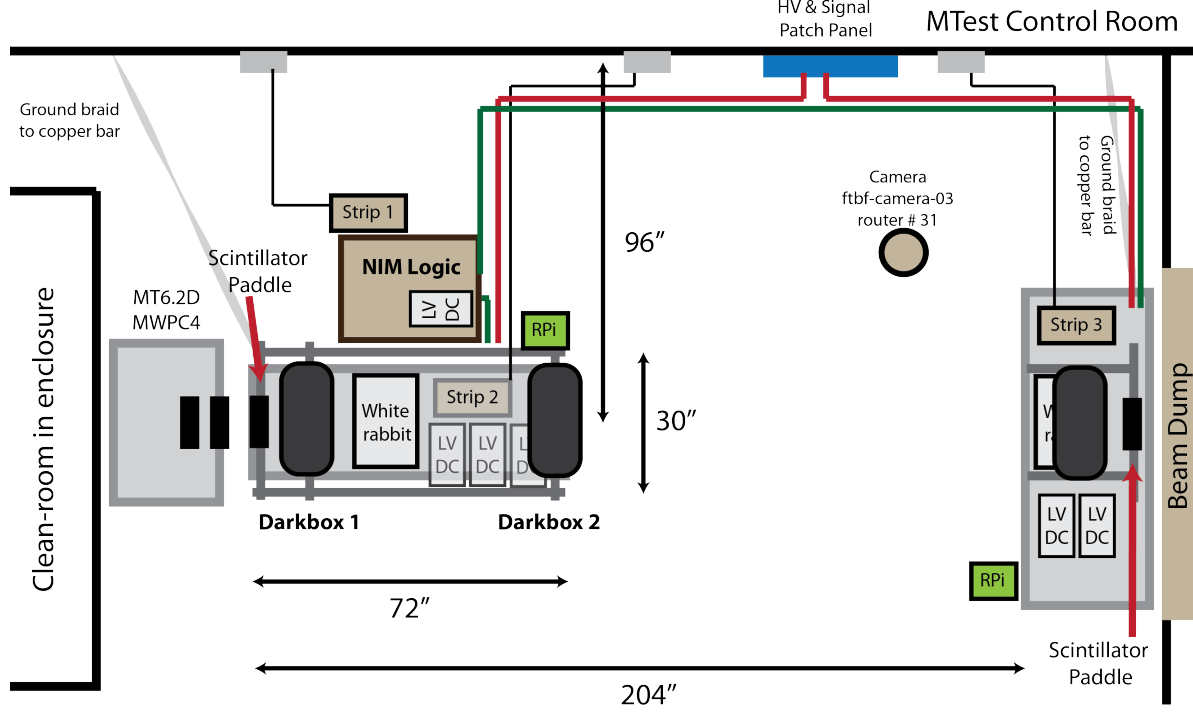 HV & Signal
Patch Panel
MTest Control Room
Ground braid
to copper bar
Ground braid
to copper bar
Camera
ftbf-camera-03
router # 31
Strip 1
96”
Scintillator
Paddle
NIM Logic
LV
DC
MT6.2D
MWPC4
RPi
Strip 3
Clean-room in enclosure
White
rabbit
Strip 2
30”
LV
DC
LV
DC
DC
Beam Dump
LV
DC
LV
DC
Darkbox 1
Darkbox 2
RPi
72”
Scintillator
Paddle
204”